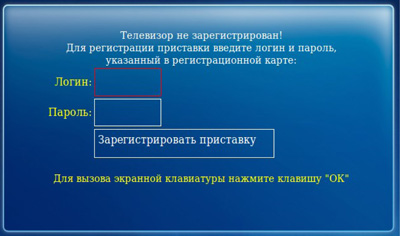 Телевизор не зарегистрирован!
Для регистрации приставки введите логин и пароль,
указанный в регистрационной карте:
Логин:
Пароль:
Зарегистрировать приставку
Для вызова экранной клавиатуры нажмите клавишу "ОК"